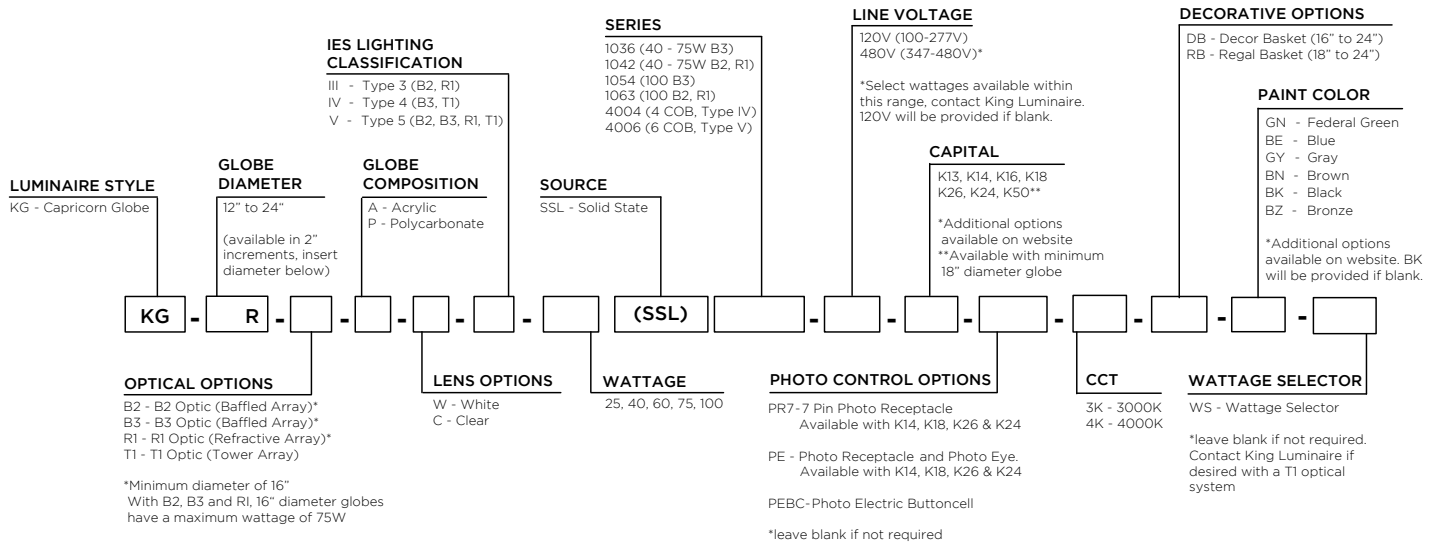 LUMINAIRE STYLE
KG - Capricorn Globe
GLOBE
DIAMETER
12” to 24“
(available in 2”
increments, insert
diameter below)
IES LIGHTING
CLASSIFICATION
III - Type 3 (B2, R1)
IV - Type 4 (B3, T1)
V - Type 5 (B2, B3, R1, T1)
GLOBE
COMPOSITION
A - Acrylic
P - Polycarbonate
SOURCE
SSL - Solid State
SERIES
1036 (40 - 75W B3)
1042 (40 - 75W B2, R1)
1054 (100 B3)
1063 (100 B2, R1)
4004 (4 COB, Type IV)
4006 (6 COB, Type V)
LINE VOLTAGE
120V (100-277V)
480V (347-480V)*
*Select wattages available within
this range, contact King Luminaire.
120V will be provided if blank.
CAPITAL
K13, K14, K16, K18
K26, K24, K50**
*Additional options
available on website
**Available with minimum
18” diameter globe
DECORATIVE OPTIONS
DB - Decor Basket (16” to 24”)
RB - Regal Basket (18” to 24”)
PAINT COLOR
GN - Federal Green
BE - Blue
GY - Gray
BN - Brown
BK - Black
BZ - Bronze
*Additional options
available on website. BK
will be provided if blank.
KG - R - - - - - (SSL) - - - - - - -
OPTICAL OPTIONS
B2 - B2 Optic (Baffled Array)*
B3 - B3 Optic (Baffled Array)*
R1 - R1 Optic (Refractive Array)*
T1 - T1 Optic (Tower Array)
*Minimum diameter of 16”
With B2, B3 and RI, 16“ diameter globes
have a maximum wattage of 75W
LENS OPTIONS
W - White
C - Clear
WATTAGE
25, 40, 60, 75, 100
PHOTO CONTROL OPTIONS
PR7-7 Pin Photo Receptacle
Available with K14, K18, K26 & K24
PE - Photo Receptacle and Photo Eye.
Available with K14, K18, K26 & K24
PEBC-Photo Electric Buttoncell
*leave blank if not required
CCT
3K - 3000K
4K - 4000K
WATTAGE SELECTOR
WS - Wattage Selector
*leave blank if not required.
Contact King Luminaire if
desired with a T1 optical
system